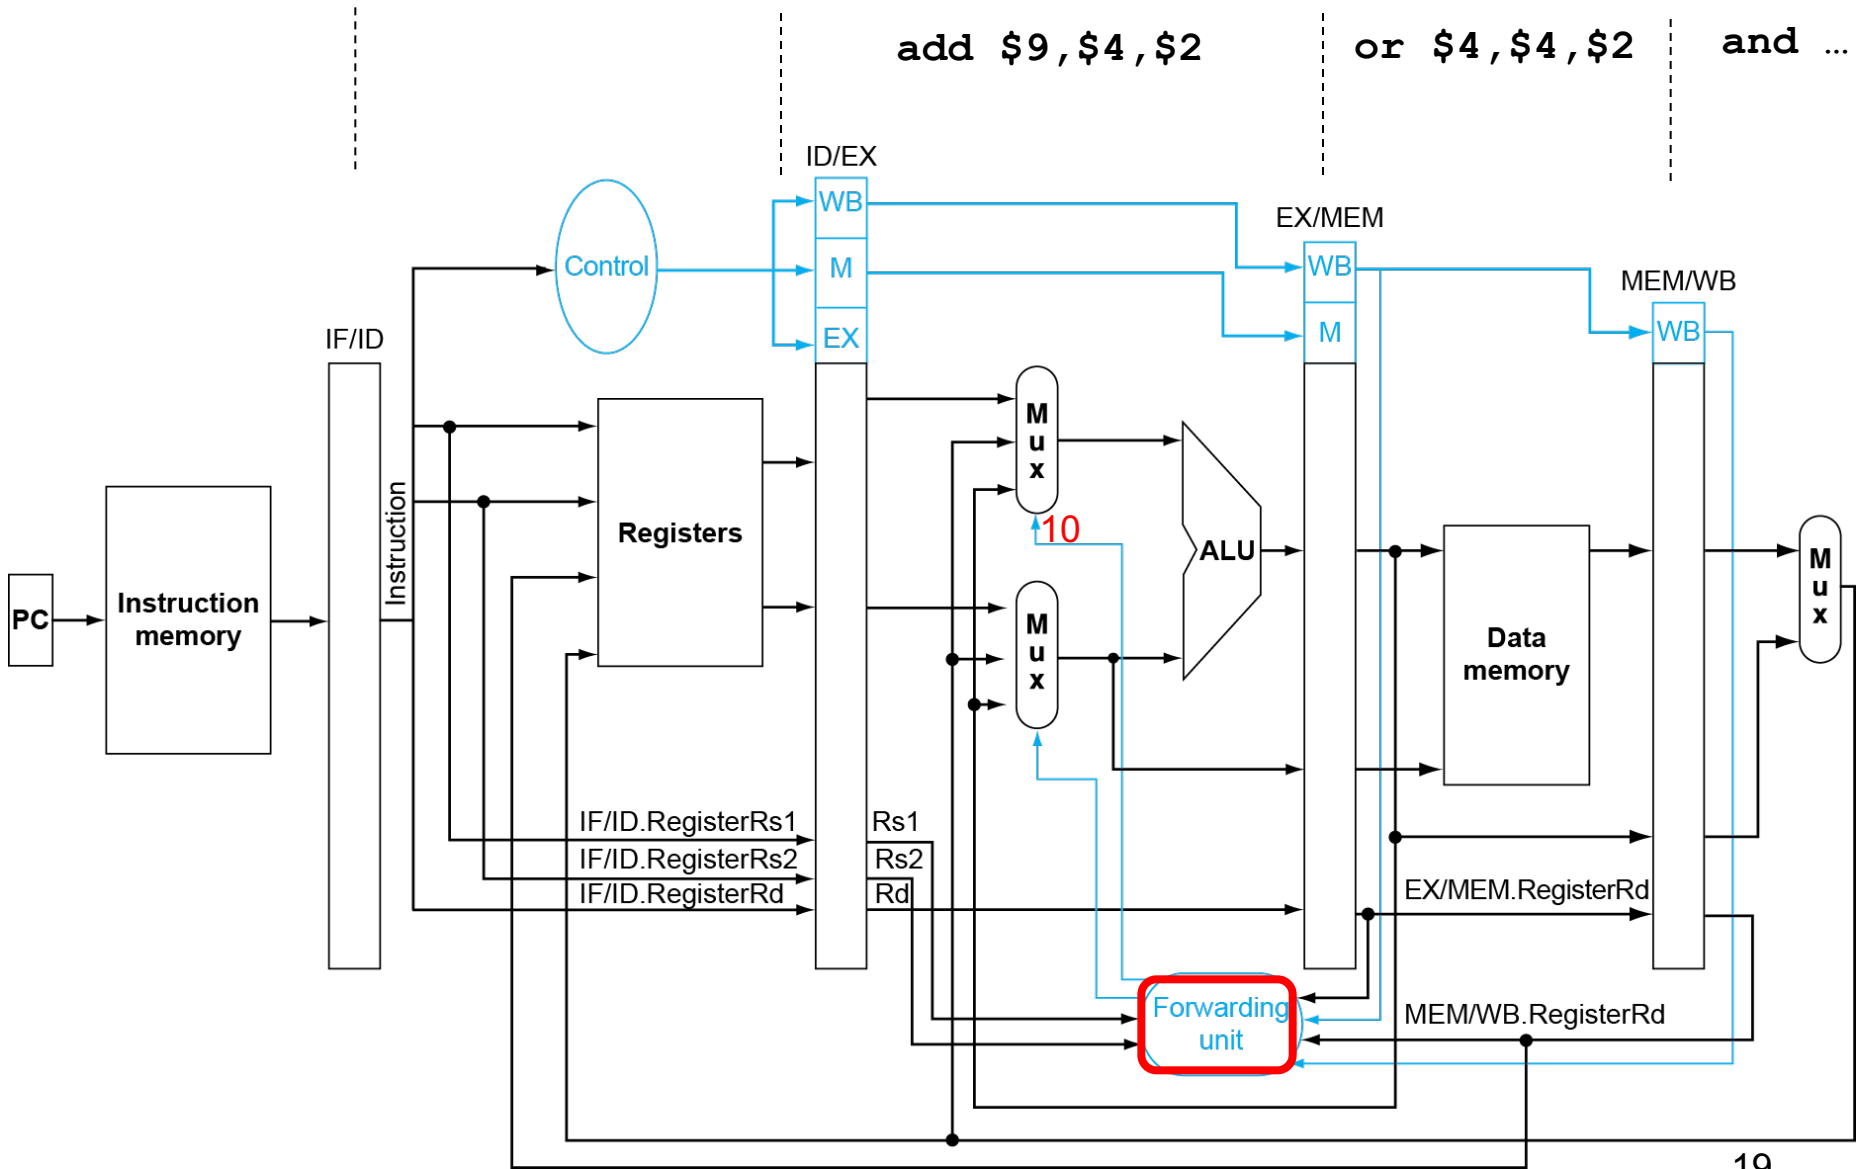 add $9,$4,$2
or $4,$4,$2
and …
ID/EX
WB
M
EX
Control
EX/MEM
WB
M
MEM/WB
WB
IF/ID
Instruction
PC
Instruction
memory
Registers
M
u
x
10
M
u
x
ALU
Data
memory
M
u
x
IF/ID.RegisterRs1
Rs1
IF/ID.RegisterRs2
Rs2
IF/ID.RegisterRd
Rd
EX/MEM.RegisterRd
Forwarding
unit
MEM/WB.RegisterRd
19